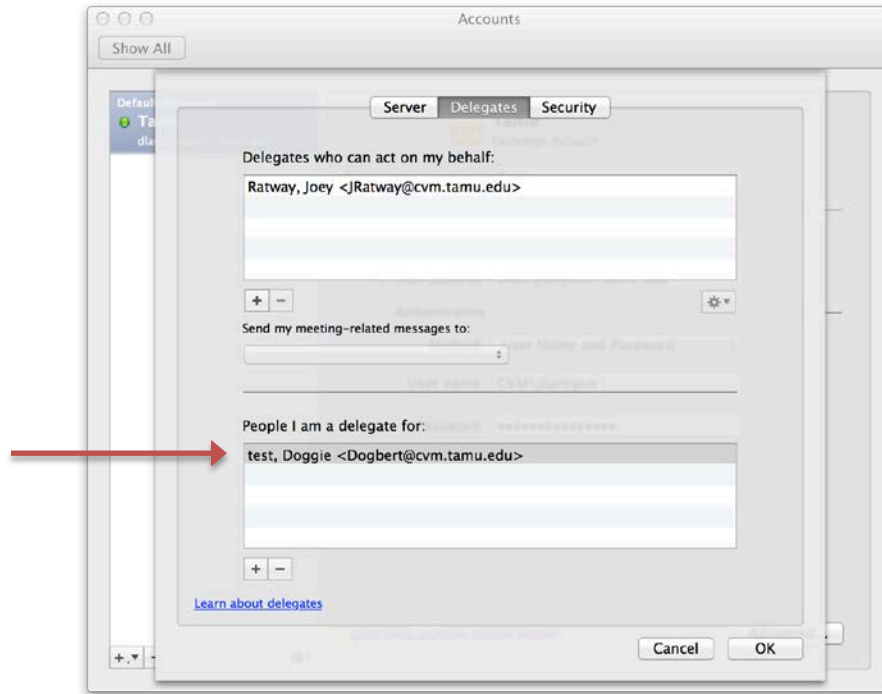 Accounts
Show All
Server Delegates Security
Delegates who can act on my behalf:
Ratway, Joey <JRatway@cvm.tamu.edu>
+ −
Send my meeting-related messages to:
User name
People I am a delegate for:
test, Doggie <Dogbert@cvm.tamu.edu>
+ −
Learn about delegates
Cancel OK